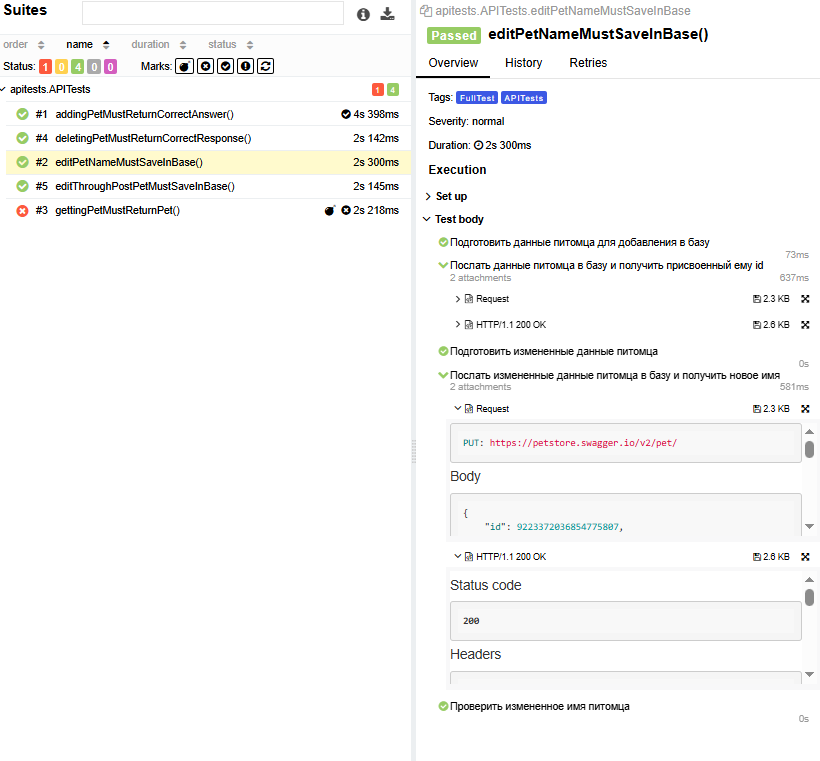 Suites
order name duration status
Status: 1 0 4 0 0 Marks:
apitests.APITests 1 4
#1 addingPetMustReturnCorrectAnswer() 4s 398ms
#4 deletingPetMustReturnCorrectResponse() 2s 142ms
#2 editPetNameMustSaveInBase() 2s 300ms
#5 editThroughPostPetMustSaveInBase() 2s 145ms
#3 gettingPetMustReturnPet() 2s 218ms
apitests.APITests.editPetNameMustSaveInBase
Passed editPetNameMustSaveInBase()
Overview History Retries
Tags: FullTest APITests
Severity: normal
Duration: 2s 300ms
Execution
Set up
Test body
Подготовить данные питомца для добавления в базу
73ms
Послать данные питомца в базу и получить присвоенный ему id
2 attachments 637ms
Request 2.3 KB
HTTP/1.1 200 OK 2.6 KB
Подготовить измененные данные питомца
0s
Послать измененные данные питомца в базу и получить новое имя
2 attachments 581ms
Request 2.3 KB
PUT: https://petstore.swagger.io/v2/pet/
Body
{
"id": 9223372036854775807,
HTTP/1.1 200 OK 2.6 KB
Status code
200
Headers
Проверить измененное имя питомца
0s